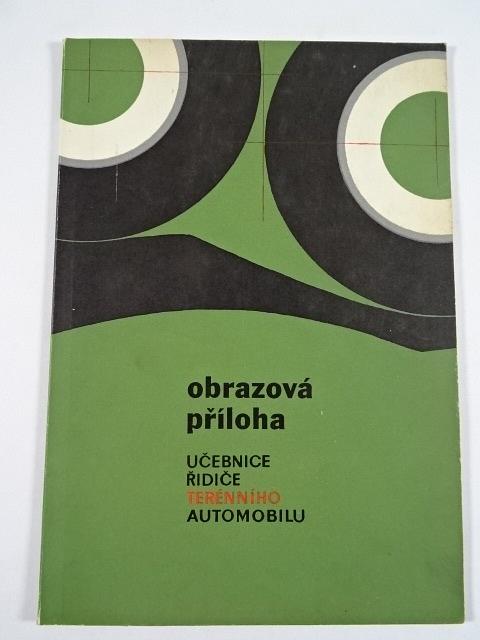 obrazová
příloha
UČEBNICE
ŘIDIČE
TERÉNNÍHO
AUTOMOBILU